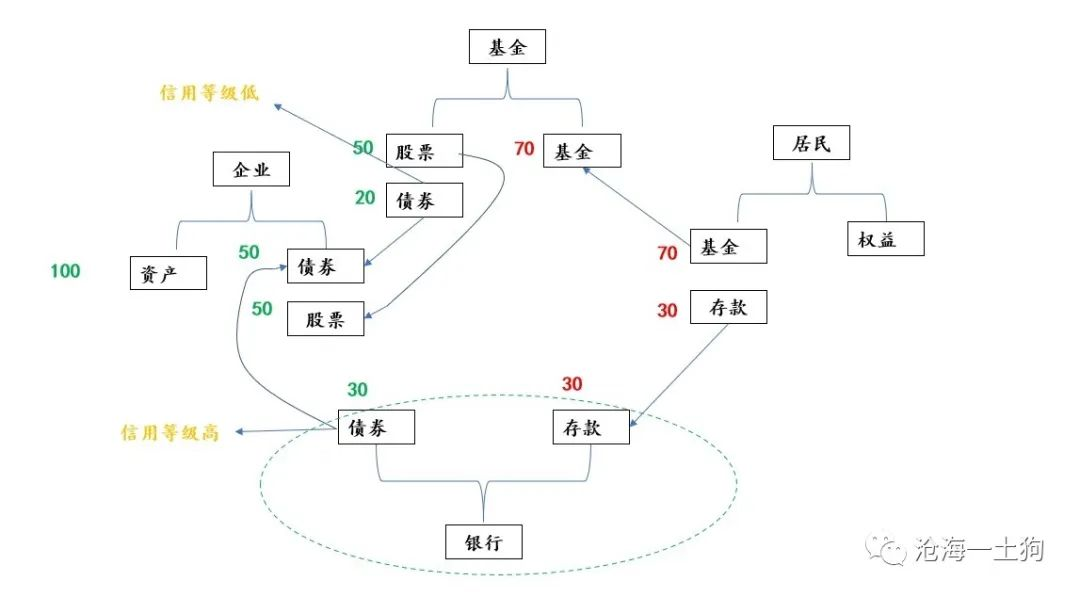 基金
信用等级低
50
股票
70
基金
居民
企业
20
债券
50
债券
70
基金
权益
100
资产
50
股票
30
存款
30
30
信用等级高
债券
存款
银行
沧海一土狗